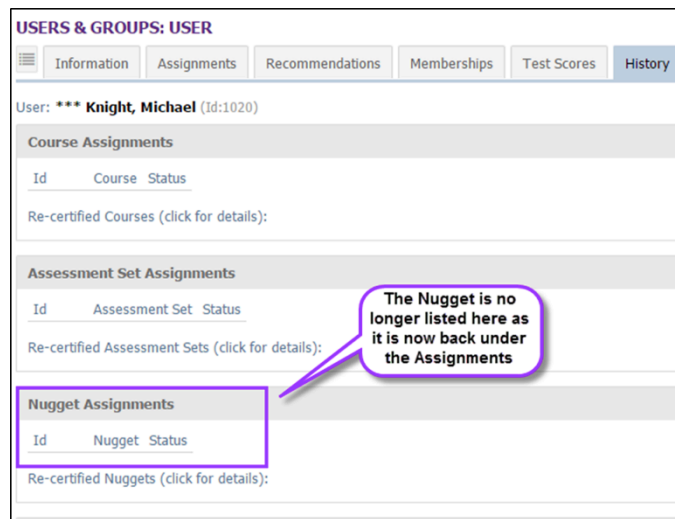 USERS & GROUPS: USER
Information Assignments Recommendations Memberships Test Scores History
User: *** Knight, Michael (Id:1020)
Course Assignments
Id Course Status
Re-certified Courses (click for details):
Assessment Set Assignments
Id Assessment Set Status
Re-certified Assessment Sets (click for details):
The Nugget is no
longer listed here as
it is now back under
the Assignments
Nugget Assignments
Id Nugget Status
Re-certified Nuggets (click for details):